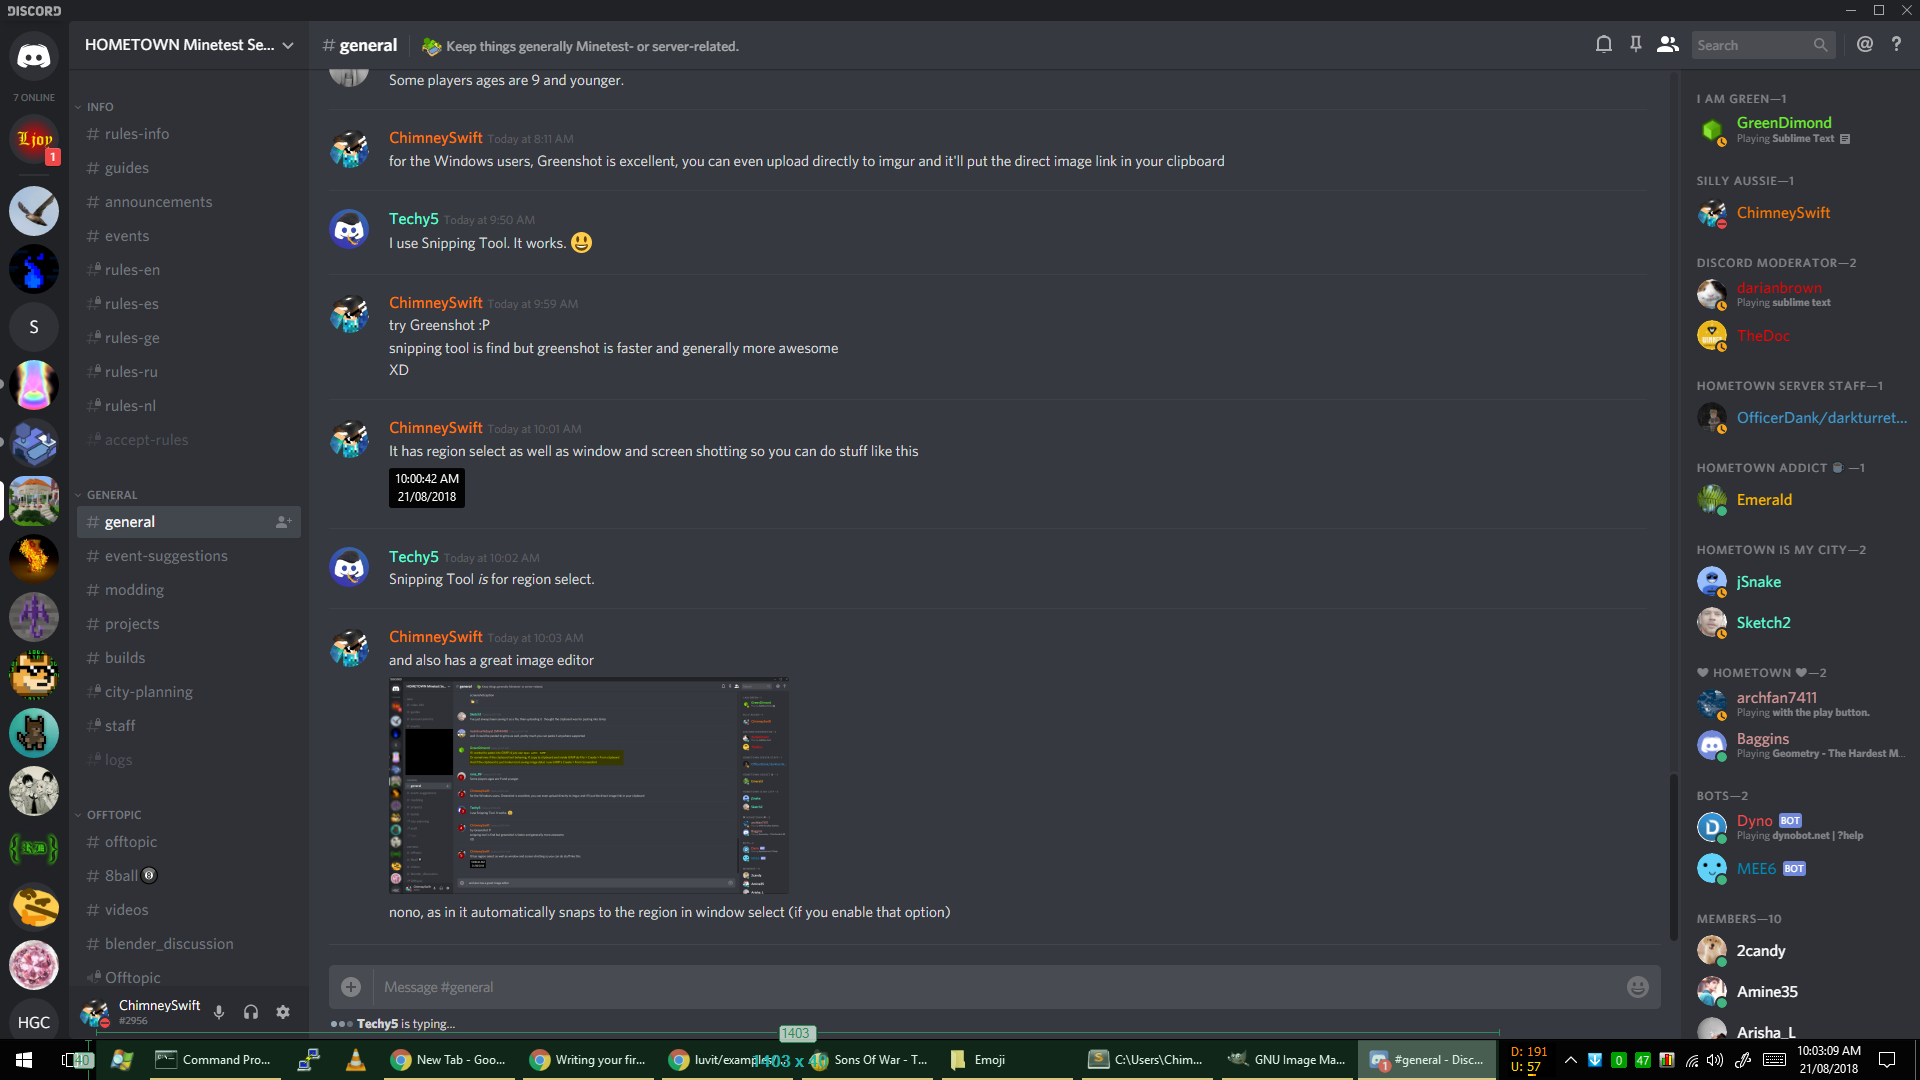 DISCORD
7 ONLINE
Ljoy
1
S
HGC
HOMETOWN Minetest Se...
INFO
# rules-info
# guides
# announcements
# events
rules-en
rules-es
rules-ge
rules-ru
rules-nl
accept-rules
GENERAL
# general
# event-suggestions
# modding
# projects
# builds
city-planning
staff
logs
OFFTOPIC
# offtopic
# 8ball
# videos
# blender_discussion
Offtopic
ChimneySwift
#2956
# general
Keep things generally Minetest- or server-related.
Search
Some players ages are 9 and younger.
ChimneySwift Today at 8:11 AM
for the Windows users, Greenshot is excellent, you can even upload directly to imgur and it'll put the direct image link in your clipboard
Techy5 Today at 9:50 AM
I use Snipping Tool. It works.
ChimneySwift Today at 9:59 AM
try Greenshot :P
snipping tool is find but greenshot is faster and generally more awesome
XD
ChimneySwift Today at 10:01 AM
It has region select as well as window and screen shotting so you can do stuff like this
10:00:42 AM
21/08/2018
Techy5 Today at 10:02 AM
Snipping Tool is for region select.
ChimneySwift Today at 10:03 AM
and also has a great image editor
nono, as in it automatically snaps to the region in window select (if you enable that option)
Message #general
Techy5 is typing...
I AM GREEN—1
GreenDimond
Playing Sublime Text
SILLY AUSSIE—1
ChimneySwift
DISCORD MODERATOR—2
darianbrown
Playing sublime text
TheDoc
HOMETOWN SERVER STAFF—1
OfficerDank/darkturret...
HOMETOWN ADDICT —1
Emerald
HOMETOWN IS MY CITY—2
jSnake
Sketch2
♥ HOMETOWN ♥—2
archfan7411
Playing with the play button.
Baggins
Playing Geometry - The Hardest M...
BOTS—2
Dyno BOT
Playing dynobot.net | ?help
MEE6 BOT
MEMBERS—10
2candy
Amine35
Arisha_L
1403
40
1403 x 40
Command Pro...
New Tab - Goo...
Writing your fir...
luvit/examples
Sons Of War - T...
Emoji
C:\Users\Chim...
GNU Image Ma...
1
#general - Disc...
D: 191
U: 57
0
47
10:03:09 AM
21/08/2018